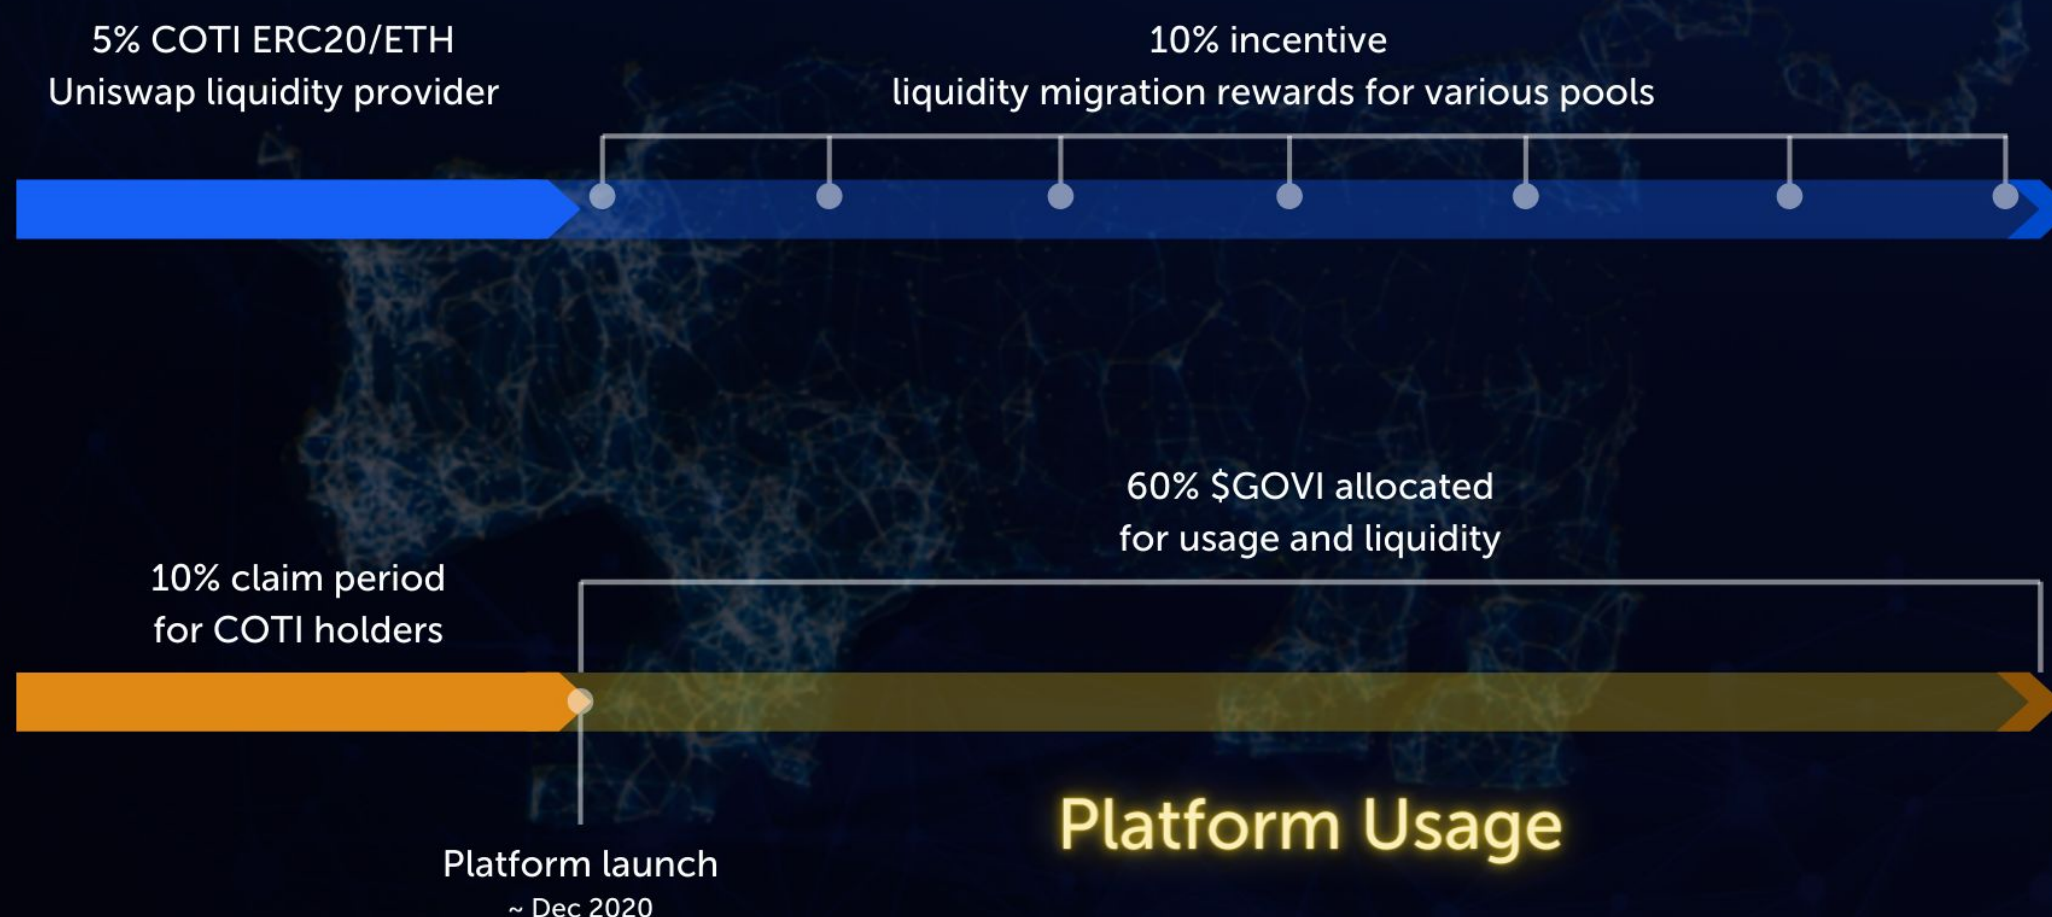 5% COTI ERC20/ETH
Uniswap liquidity provider
10% incentive
liquidity migration rewards for various pools
60% $GOVI allocated
for usage and liquidity
10% claim period
for COTI holders
Platform Usage
Platform launch
~ Dec 2020